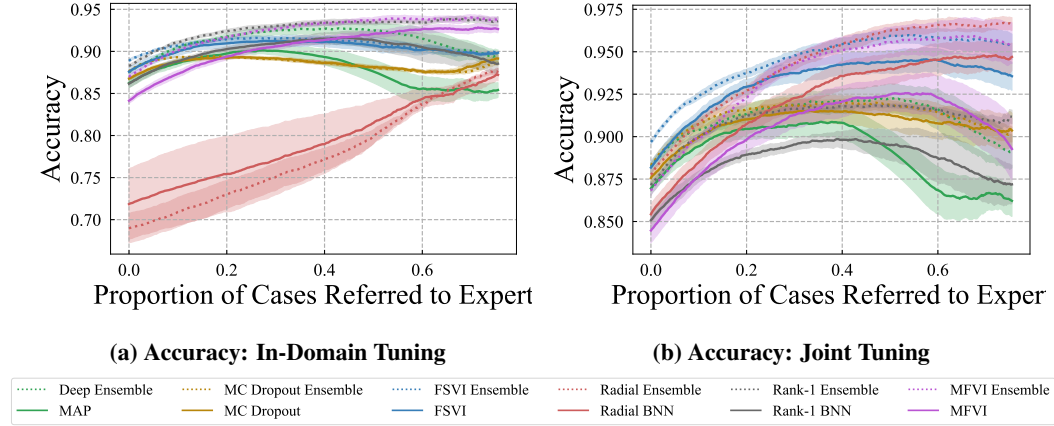 0.95
0.90
0.85
0.80
0.75
0.70
Accuracy
0.0 0.2 0.4 0.6
Proportion of Cases Referred to Expert
(a) Accuracy: In-Domain Tuning
0.975
0.950
0.925
0.900
0.875
0.850
Accuracy
0.0 0.2 0.4 0.6
Proportion of Cases Referred to Exper
(b) Accuracy: Joint Tuning
Deep Ensemble MC Dropout Ensemble FSVI Ensemble Radial Ensemble Rank-1 Ensemble MFVI Ensemble
MAP MC Dropout FSVI Radial BNN Rank-1 BNN MFVI